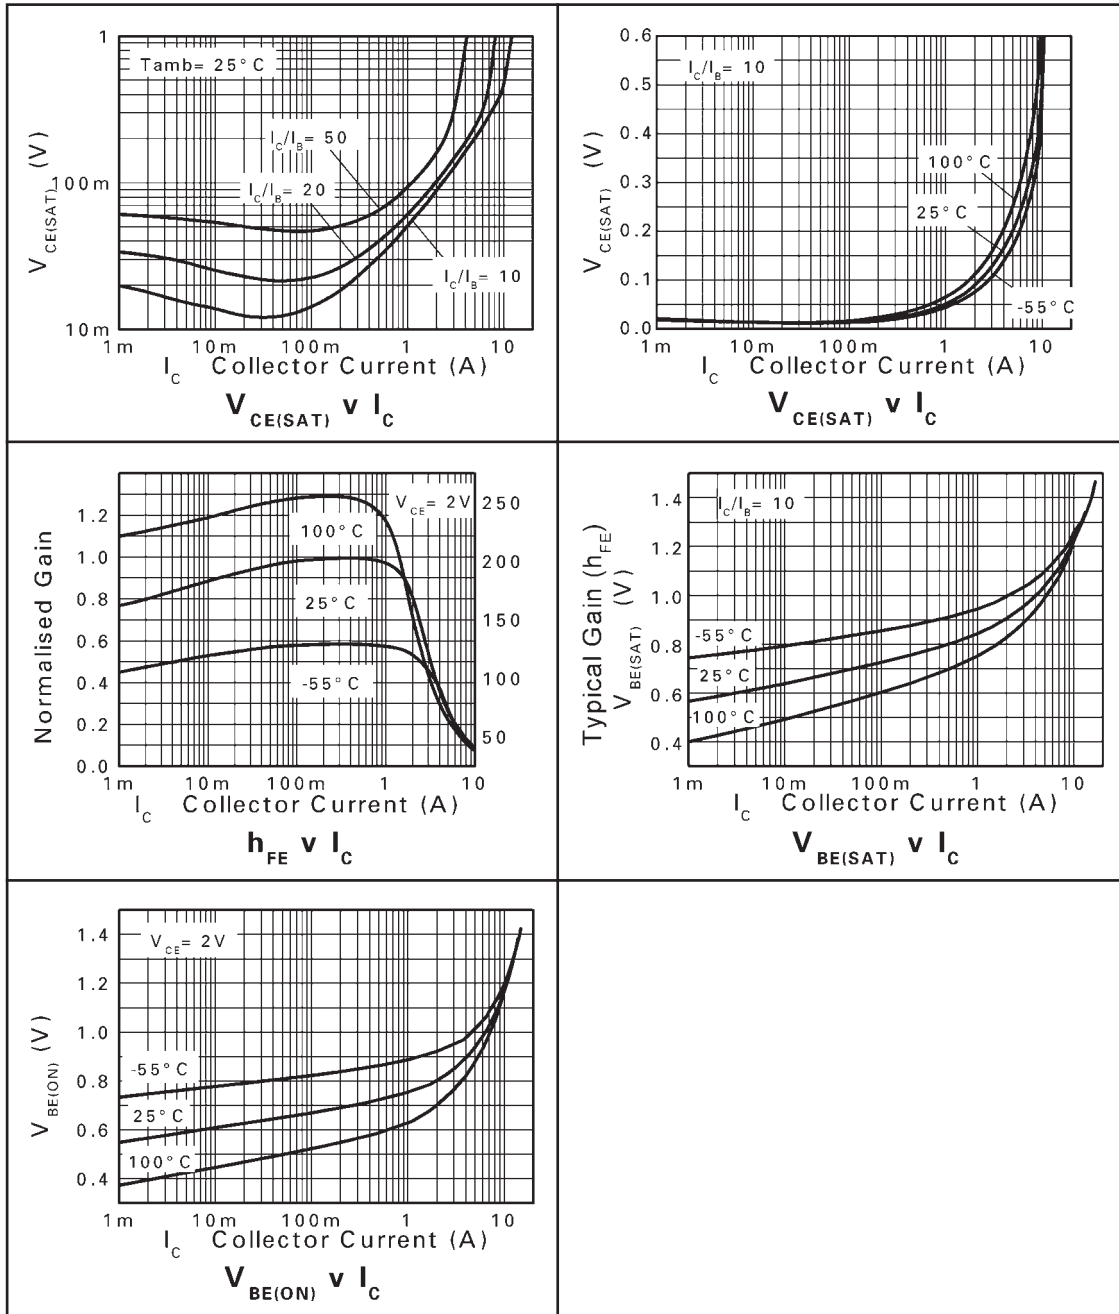 1
100m
10m
V CE(SAT) (V)
Tamb= 25°C
I C/I B= 50
I C/I B= 20
I C/I B= 10
1m 10m 100m 1 10
I C Collector Current (A)
V CE(SAT) v I C
0.6
0.5
0.4
0.3
0.2
0.1
0.0
V CE(SAT) (V)
I C/I B= 10
100°C
25°C
-55°C
1m 10m 100m 1 10
I C Collector Current (A)
V CE(SAT) v I C
1.2
1.0
0.8
0.6
0.4
0.2
0.0
Normalised Gain
V CE= 2V
100°C
25°C
-55°C
250
200
150
100
50
1m 10m 100m 1 10
I C Collector Current (A)
h FE v I C
Typical Gain (h FE)
V BE(SAT) (V)
1.4
1.2
1.0
0.8
0.6
0.4
I C/I B= 10
-55°C
25°C
100°C
1m 10m 100m 1 10
I C Collector Current (A)
V BE(SAT) v I C
1.4
1.2
1.0
0.8
0.6
0.4
V BE(ON) (V)
V CE= 2V
-55°C
25°C
100°C
1m 10m 100m 1 10
I C Collector Current (A)
V BE(ON) v I C